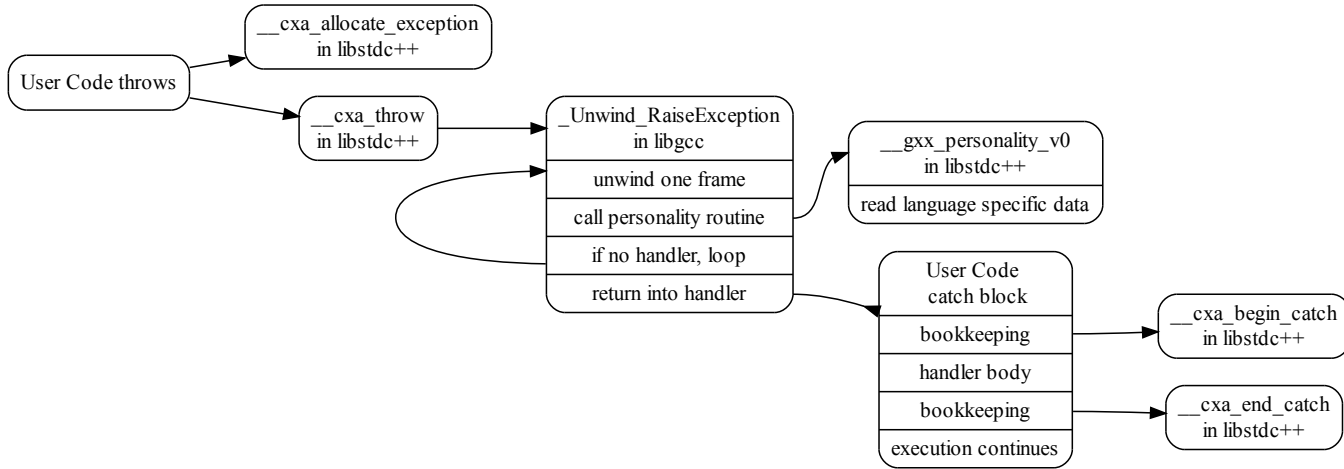 __cxa_allocate_exception
in libstdc++
User Code throws
__cxa_throw
in libstdc++
_Unwind_RaiseException
in libgcc
unwind one frame
call personality routine
if no handler, loop
return into handler
__gxx_personality_v0
in libstdc++
read language specific data
User Code
catch block
bookkeeping
handler body
bookkeeping
execution continues
__cxa_begin_catch
in libstdc++
__cxa_end_catch
in libstdc++